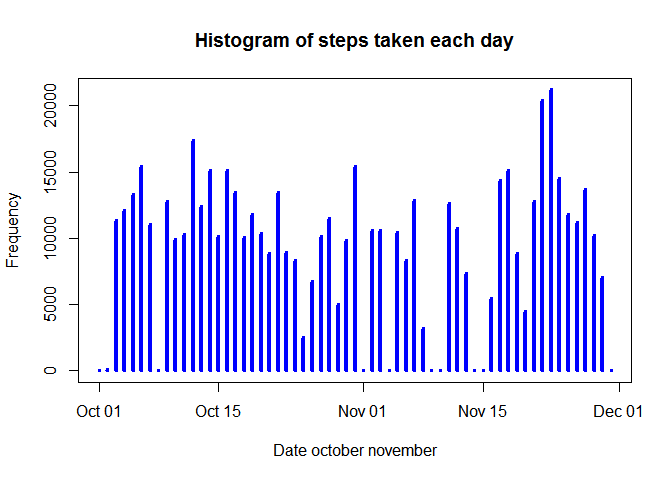 Histogram of steps taken each day
Frequency
20000
15000
10000
5000
0
Oct 01 Oct 15 Nov 01 Nov 15 Dec 01
Date october november